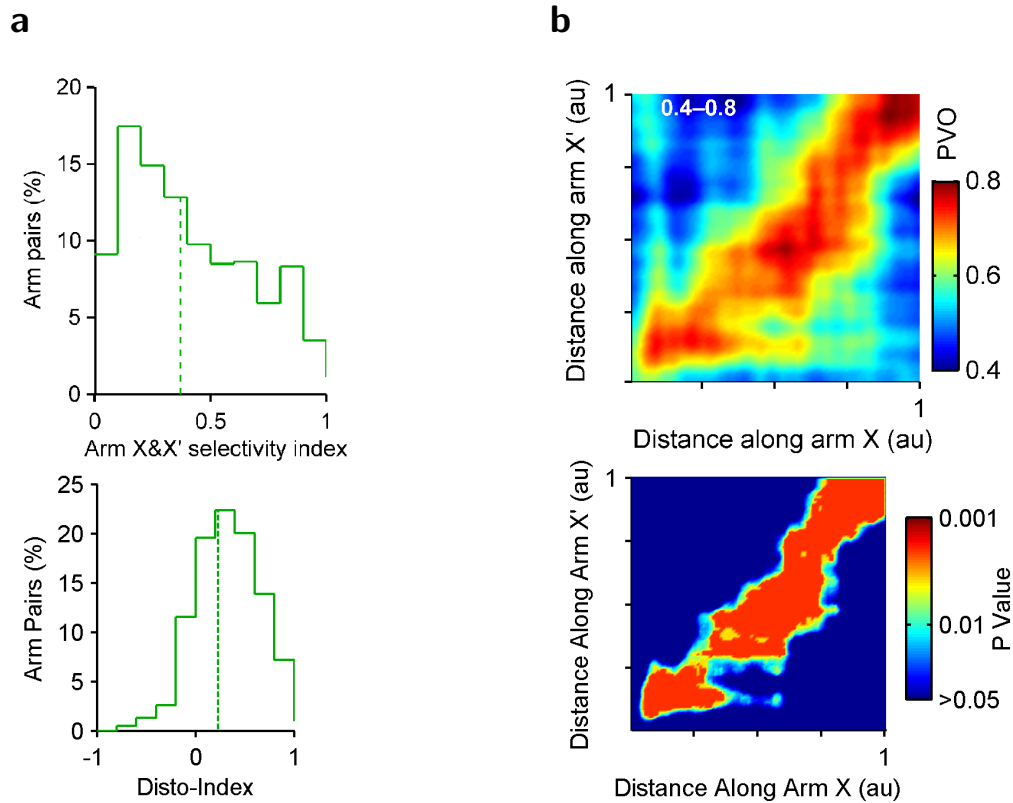 a
b
20
15
10
5
0
Arm pairs (%)
0
0.5
1
Arm X&X' selectivity index
1
0.4–0.8
Distance along arm X' (au)
1
Distance along arm X (au)
PVO
0.8
0.6
0.4
25
20
15
10
5
0
Arm Pairs (%)
-1
0
1
Disto-Index
1
Distance Along Arm X' (au)
1
Distance Along Arm X (au)
0.001
0.01
>0.05
P Value